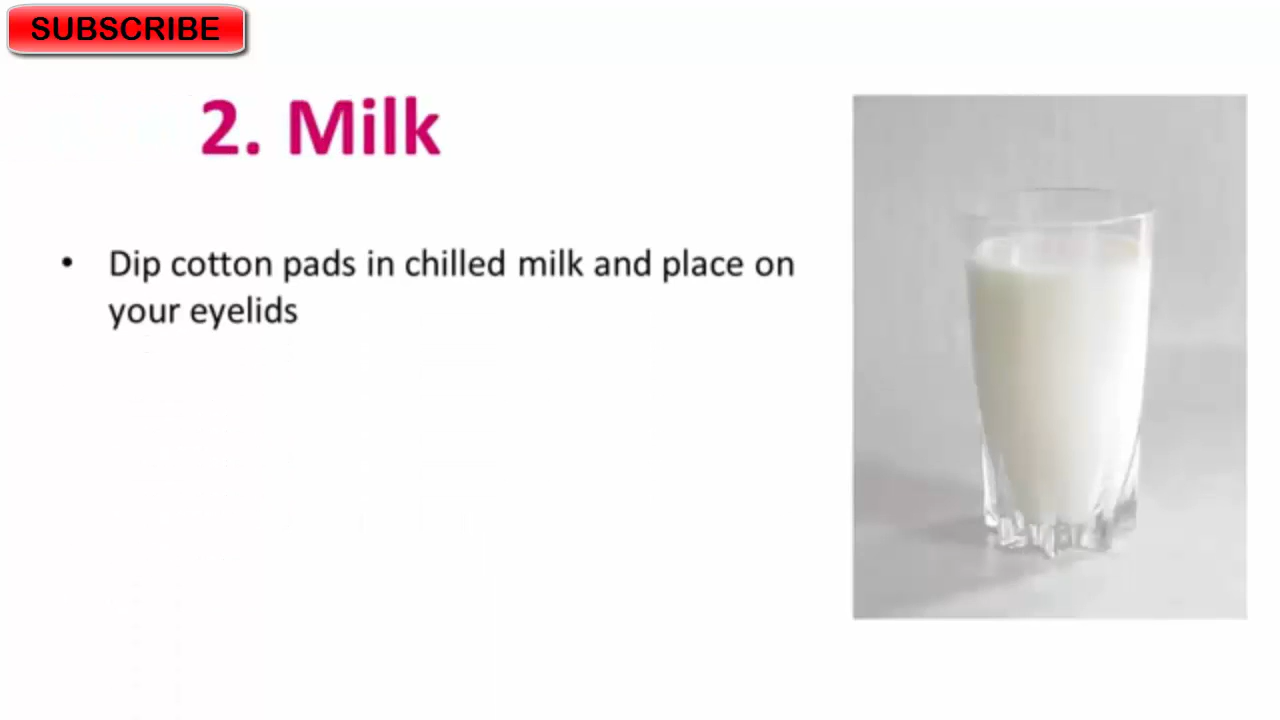 SUBSCRIBE
2. Milk
• Dip cotton pads in chilled milk and place on
your eyelids